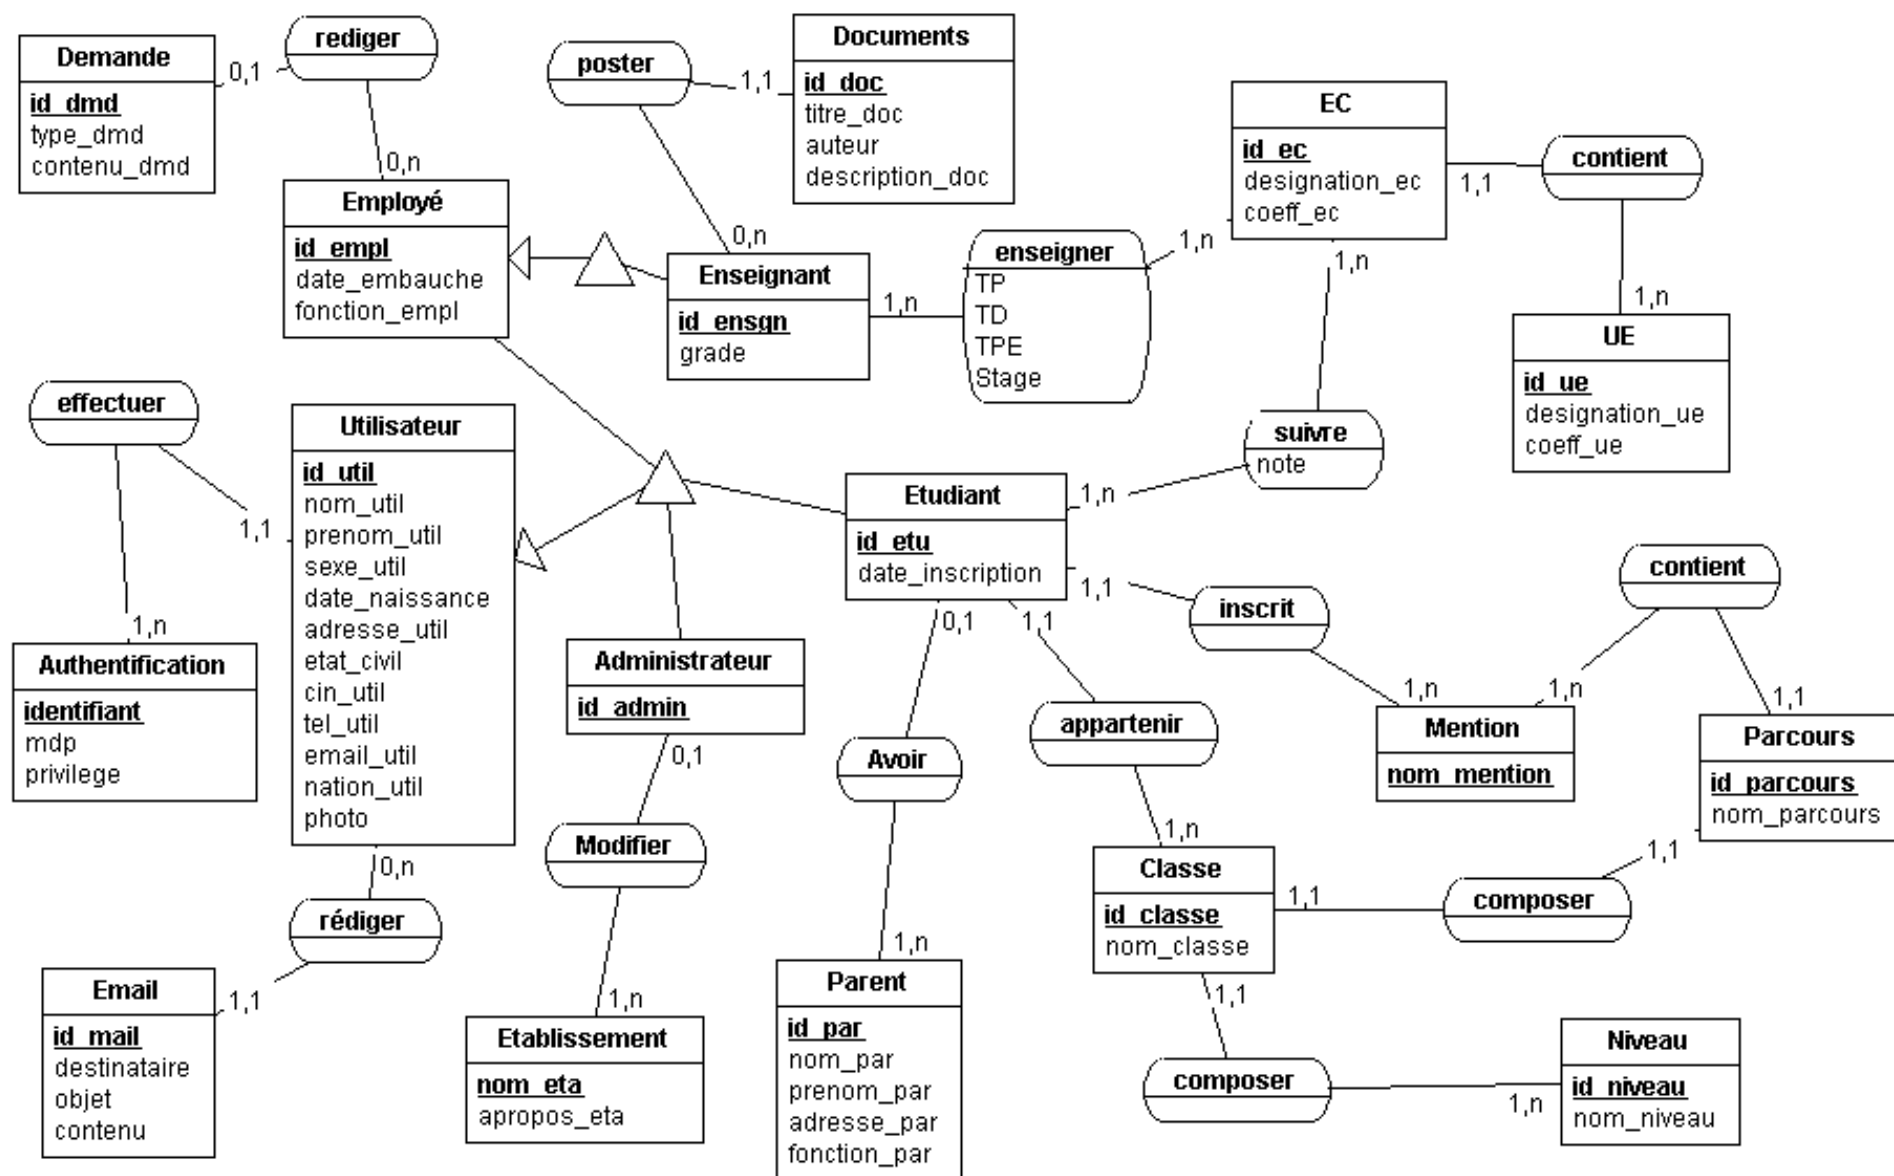 Demande
id_dmd
type_dmd
contenu_dmd
0,1
rediger
0,n
Employé
id_empl
date_embauche
fonction_empl
poster
1,1
0,n
Documents
id_doc
titre_doc
auteur
description_doc
Enseignant
id_ensgn
grade
1,n
enseigner
TP
TD
TPE
Stage
1,n
EC
id_ec
designation_ec
coeff_ec
1,1
contient
1,n
UE
id_ue
designation_ue
coeff_ue
1,n
suivre
note
1,n
effectuer
1,1
1,n
Authentification
identifiant
mdp
privilege
Utilisateur
id_util
nom_util
prenom_util
sexe_util
date_naissance
adresse_util
etat_civil
cin_util
tel_util
email_util
nation_util
photo
0,n
rédiger
1,1
Email
id_mail
destinataire
objet
contenu
Administrateur
id_admin
0,1
Modifier
1,n
Etablissement
nom_eta
apropos_eta
Etudiant
id_etu
date_inscription
0,1
Avoir
1,n
Parent
id_par
nom_par
prenom_par
adresse_par
fonction_par
1,1
appartenir
1,n
Classe
id_classe
nom_classe
1,1
inscrit
1,n
Mention
nom_mention
1,n
contient
1,1
Parcours
id_parcours
nom_parcours
1,1
composer
1,1
1,1
composer
1,n
Niveau
id_niveau
nom_niveau